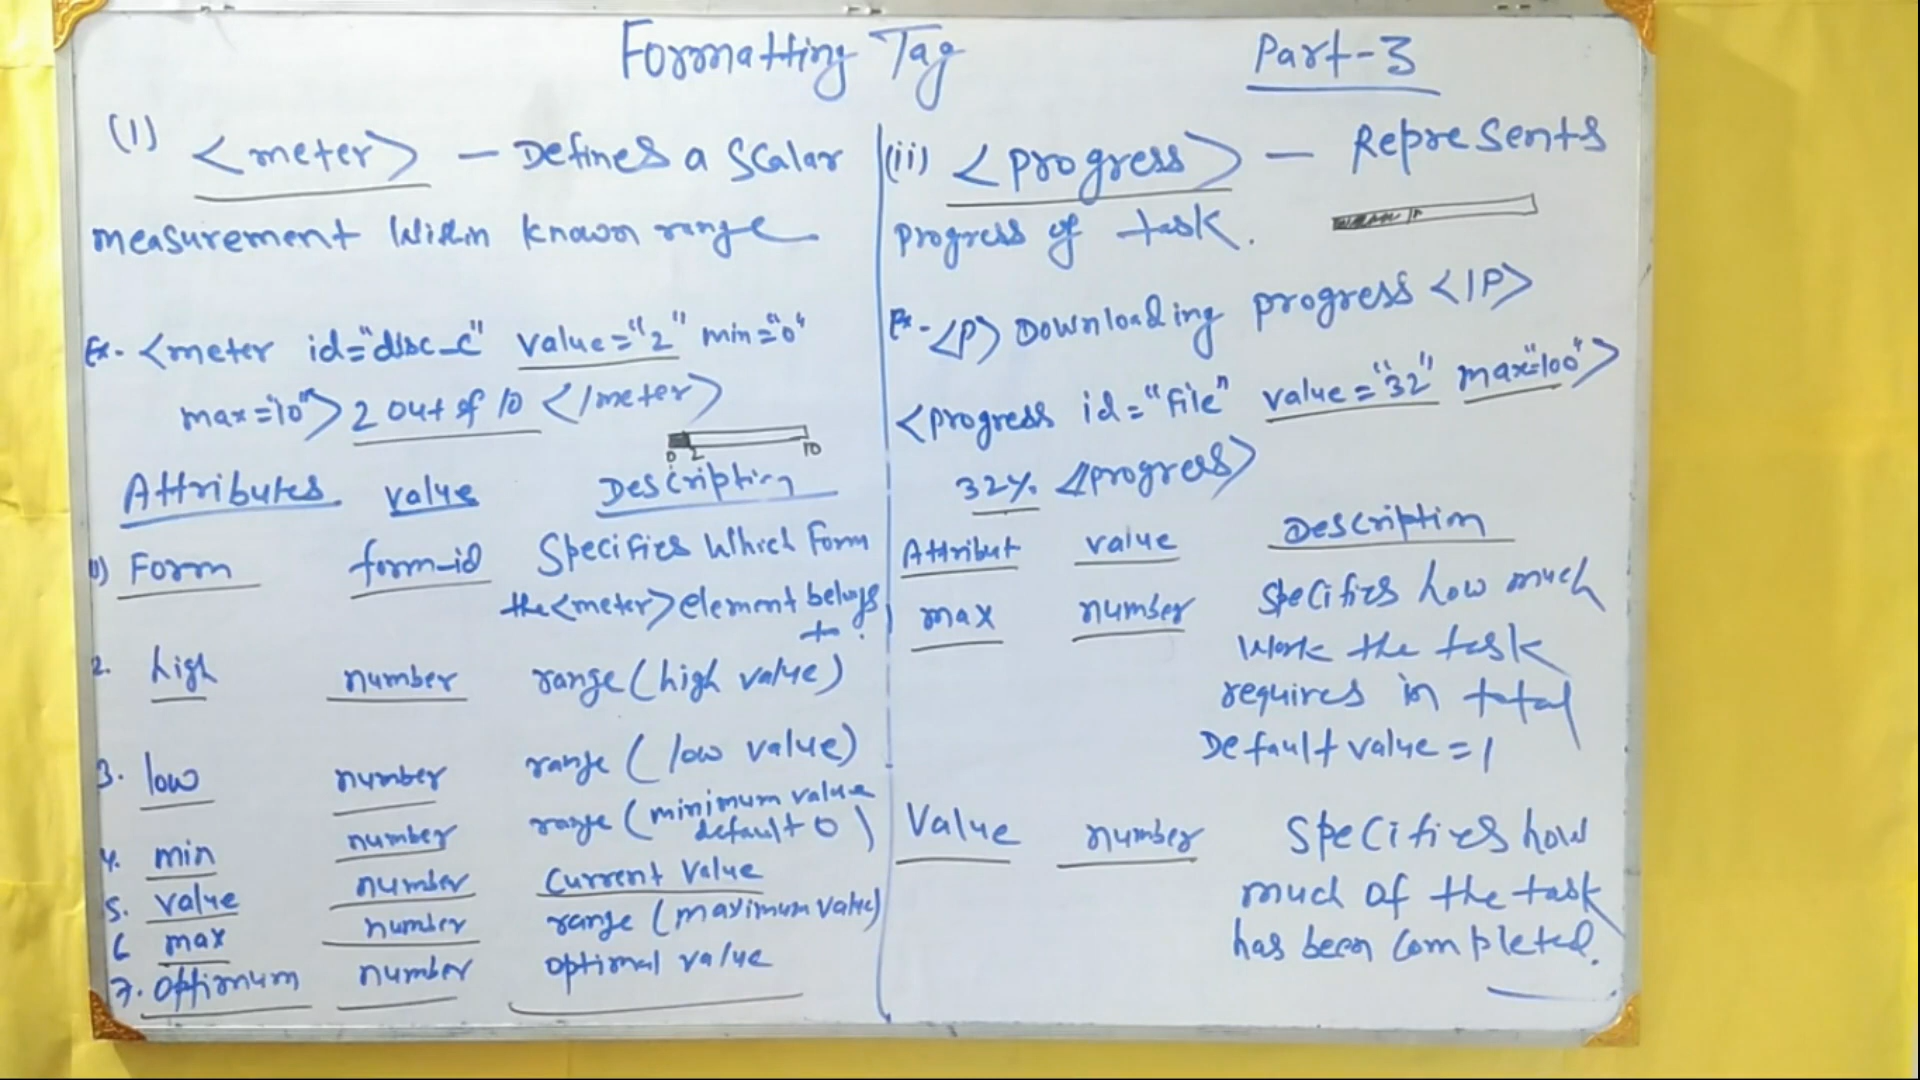 Formatting Tag Part-3
(i) <meter> - Defines a Scalar
measurement within known range
Ex- <meter id="disc_c" value="2" min="0"
max="10"> 2 out of 10 </meter>
0 2 10
Attributes value Description
1) Form form-id Specifies which Form
the <meter> element belongs
to.
2. high number range (high value)
3. low number range (low value)
4. min number range (minimum value
default 0)
5. value number Current value
6 max number range (maximum value)
7. optimum number optimal value
(ii) <progress> - Represents
progress of task.
Ex- <P> Downloading progress </P>
<progress id="file" value="32" max="100">
32% </progress>
Attribut value Description
max number specifies how much
work the task
requires in total
Default value = 1
Value number Specifies how
much of the task
has been completed.